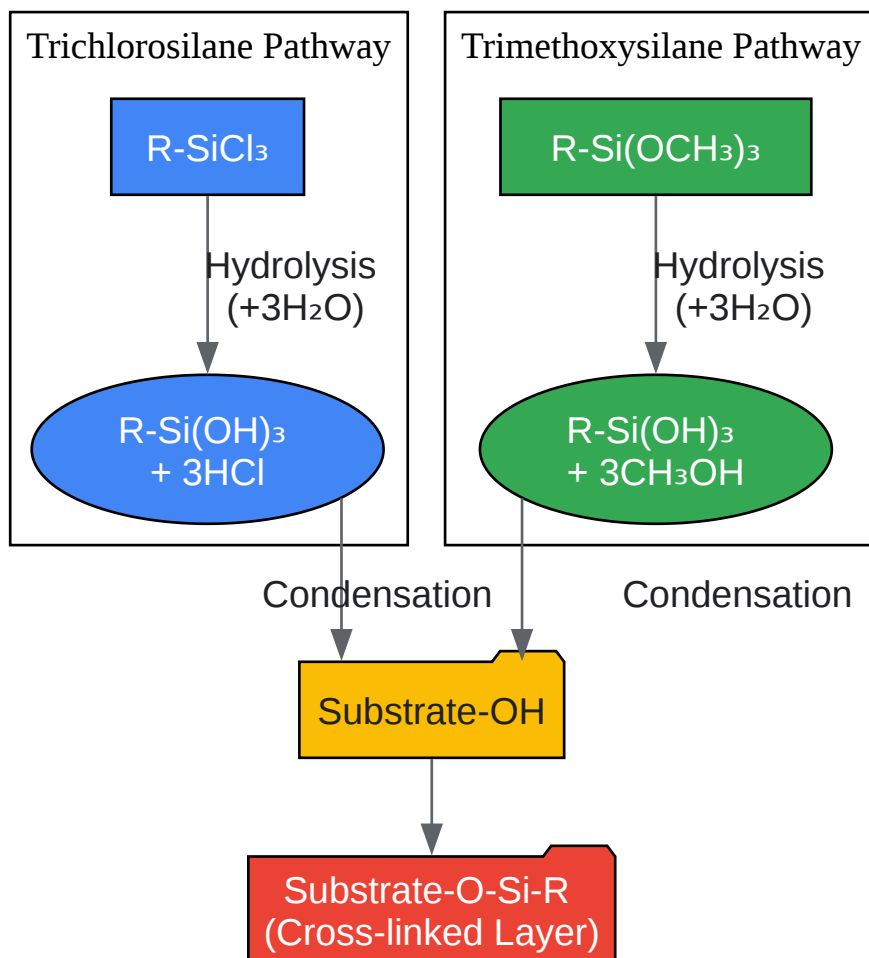 Trichlorosilane Pathway
R-SiCl₃
Hydrolysis
(+3H₂O)
R-Si(OH)₃
+ 3HCl
Condensation
Trimethoxysilane Pathway
R-Si(OCH₃)₃
Hydrolysis
(+3H₂O)
R-Si(OH)₃
+ 3CH₃OH
Condensation
Substrate-OH
Substrate-O-Si-R
(Cross-linked Layer)